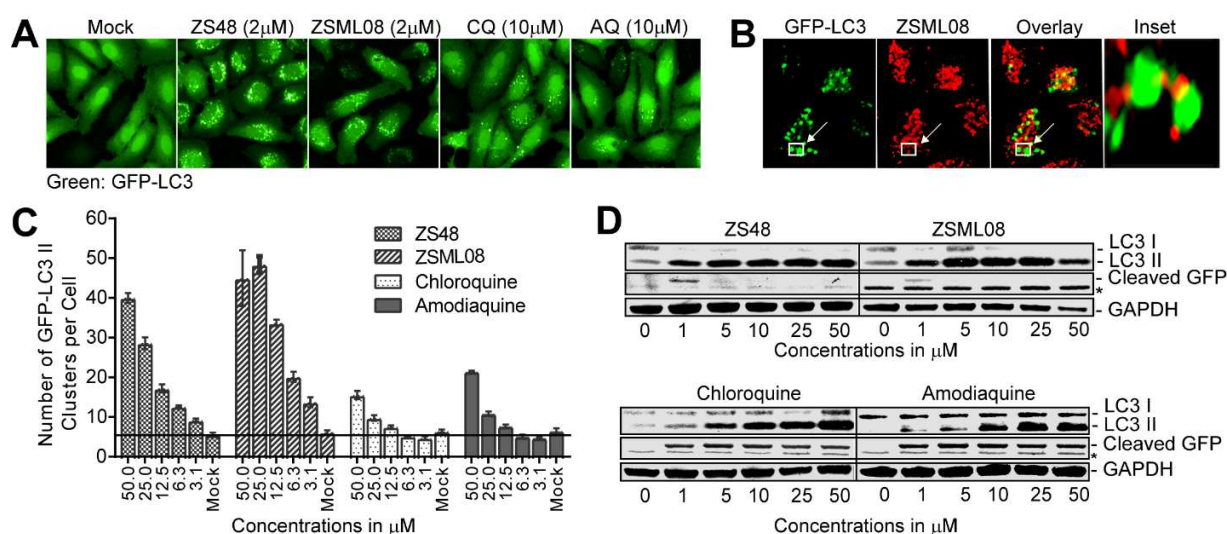 A
Mock ZS48 (2μM) ZSML08 (2μM) CQ (10μM) AQ (10μM)
Green: GFP-LC3
B
GFP-LC3 ZSML08 Overlay Inset
C
Number of GFP-LC3 II
Clusters per Cell
60
50
40
30
20
10
0
ZS48
ZSML08
Chloroquine
Amodiaquine
50.0 25.0 12.5 6.3 3.1 Mock 50.0 25.0 12.5 6.3 3.1 Mock 50.0 25.0 12.5 6.3 3.1 Mock 50.0 25.0 12.5 6.3 3.1 Mock
Concentrations in μM
D
ZS48 ZSML08
- LC3 I
- LC3 II
- Cleaved GFP
*
- GAPDH
0 1 5 10 25 50 0 1 5 10 25 50
Concentrations in μM
Chloroquine Amodiaquine
- LC3 I
- LC3 II
- Cleaved GFP
*
- GAPDH
0 1 5 10 25 50 0 1 5 10 25 50
Concentrations in μM